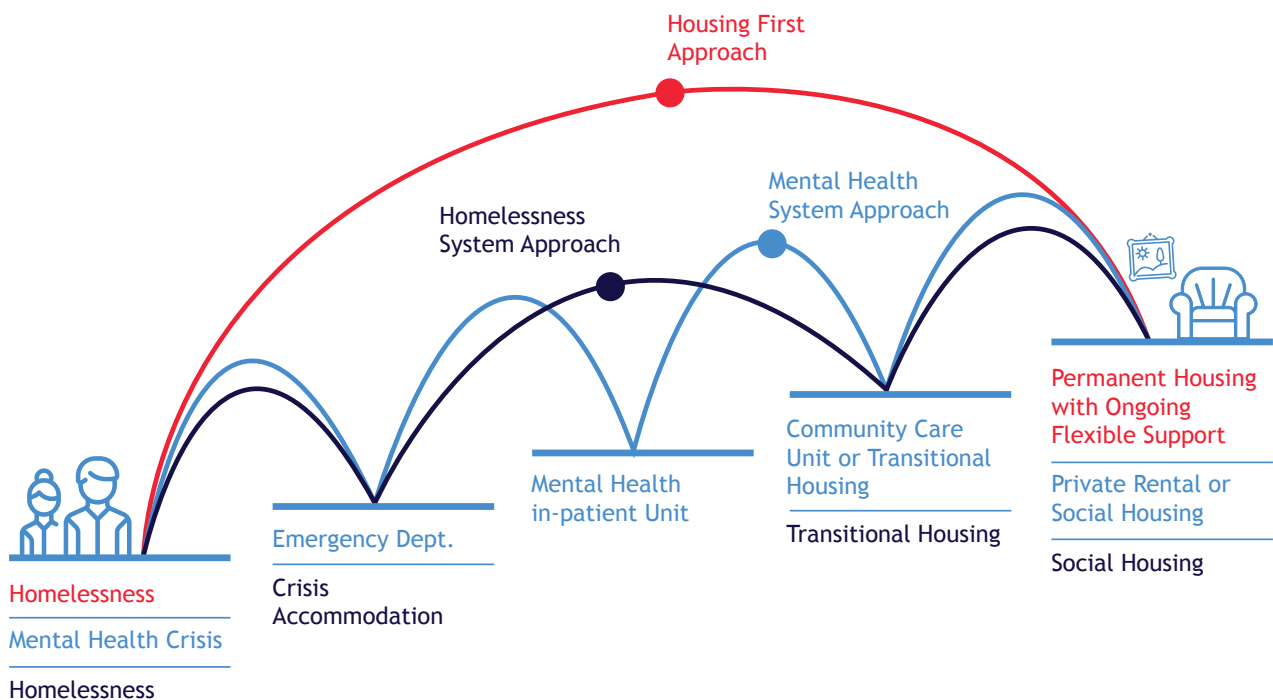 Housing First
Approach
Mental Health
System Approach
Homelessness
System Approach
Homelessness
Mental Health Crisis
Homelessness
Emergency Dept.
Crisis
Accommodation
Mental Health
in-patient Unit
Community Care
Unit or Transitional
Housing
Transitional Housing
Permanent Housing
with Ongoing
Flexible Support
Private Rental or
Social Housing
Social Housing